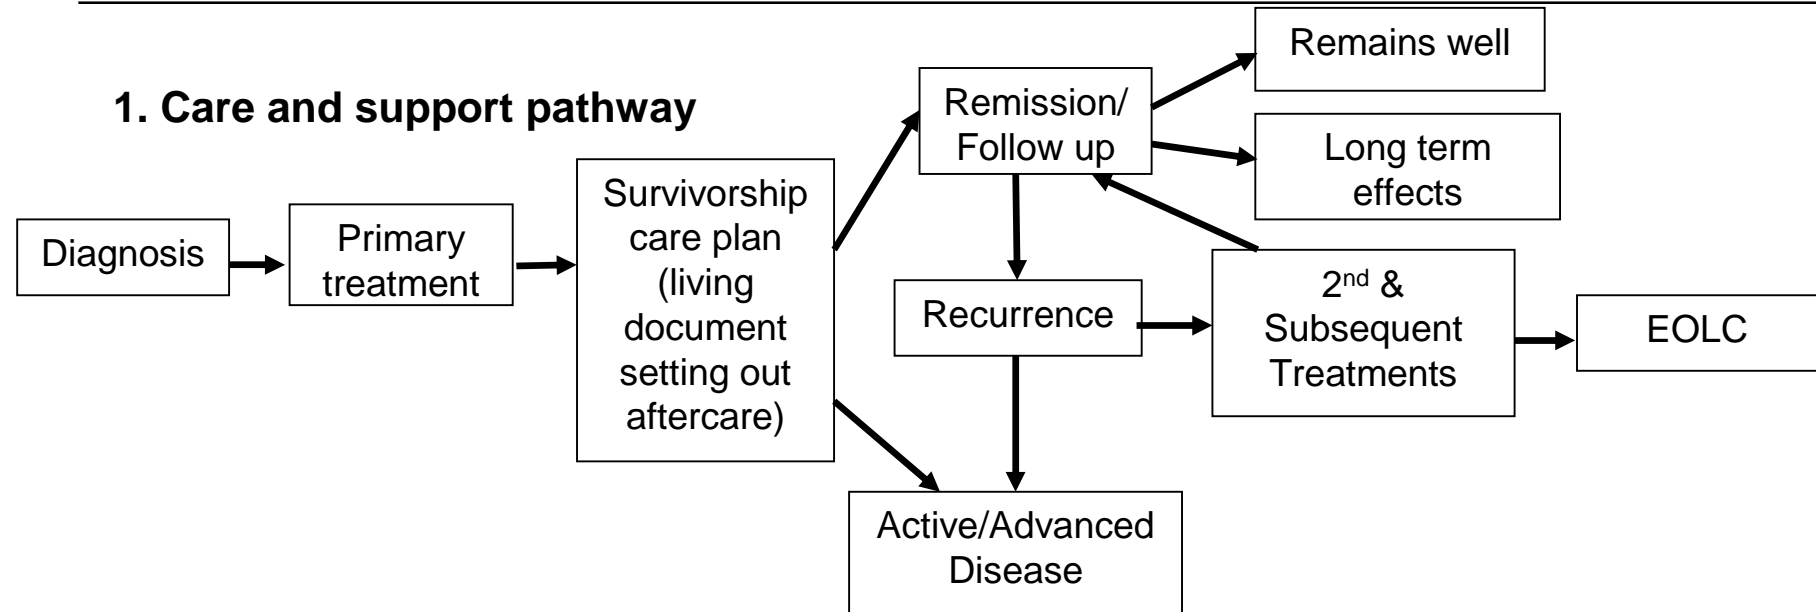 1. Care and support pathway
Diagnosis
Primary
treatment
Survivorship
care plan
(living
document
setting out
aftercare)
Remission/
Follow up
Remains well
Long term
effects
Recurrence
2nd &
Subsequent
Treatments
EOLC
Active/Advanced
Disease